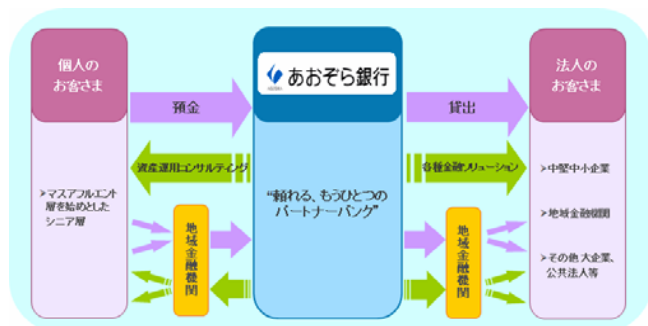 個人の
お客さま
あおぞら銀行
法人の
お客さま
預金
貸出
資産運用コンサルティング
各種金融ソリューション
➢マスアフルエント
層を始めとした
シニア層
“頼れる、もうひとつの
パートナーバンク”
➢中堅中小企業
➢地域金融機関
➢その他大企業、
公共法人等
地域金融機関
地域金融機関